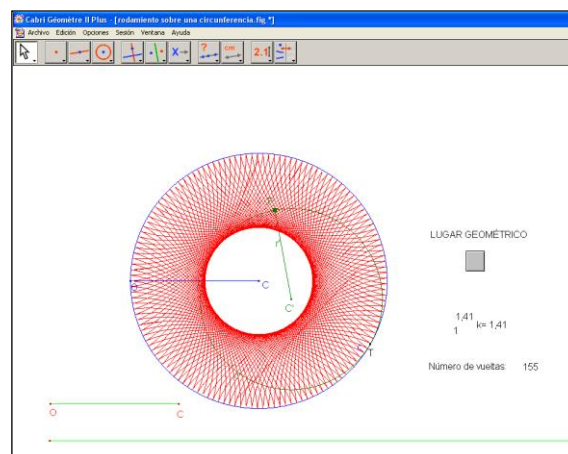 Cabri Géomètre II Plus - [rodamiento sobre una circunferencia.fig *]
Archivo Edición Opciones Sesión Ventana Ayuda
X→ ? cm 2.1
LUGAR GEOMÉTRICO
r
A
C
C'
1,41
1
k= 1,41
T
Número de vueltas: 155
O
C